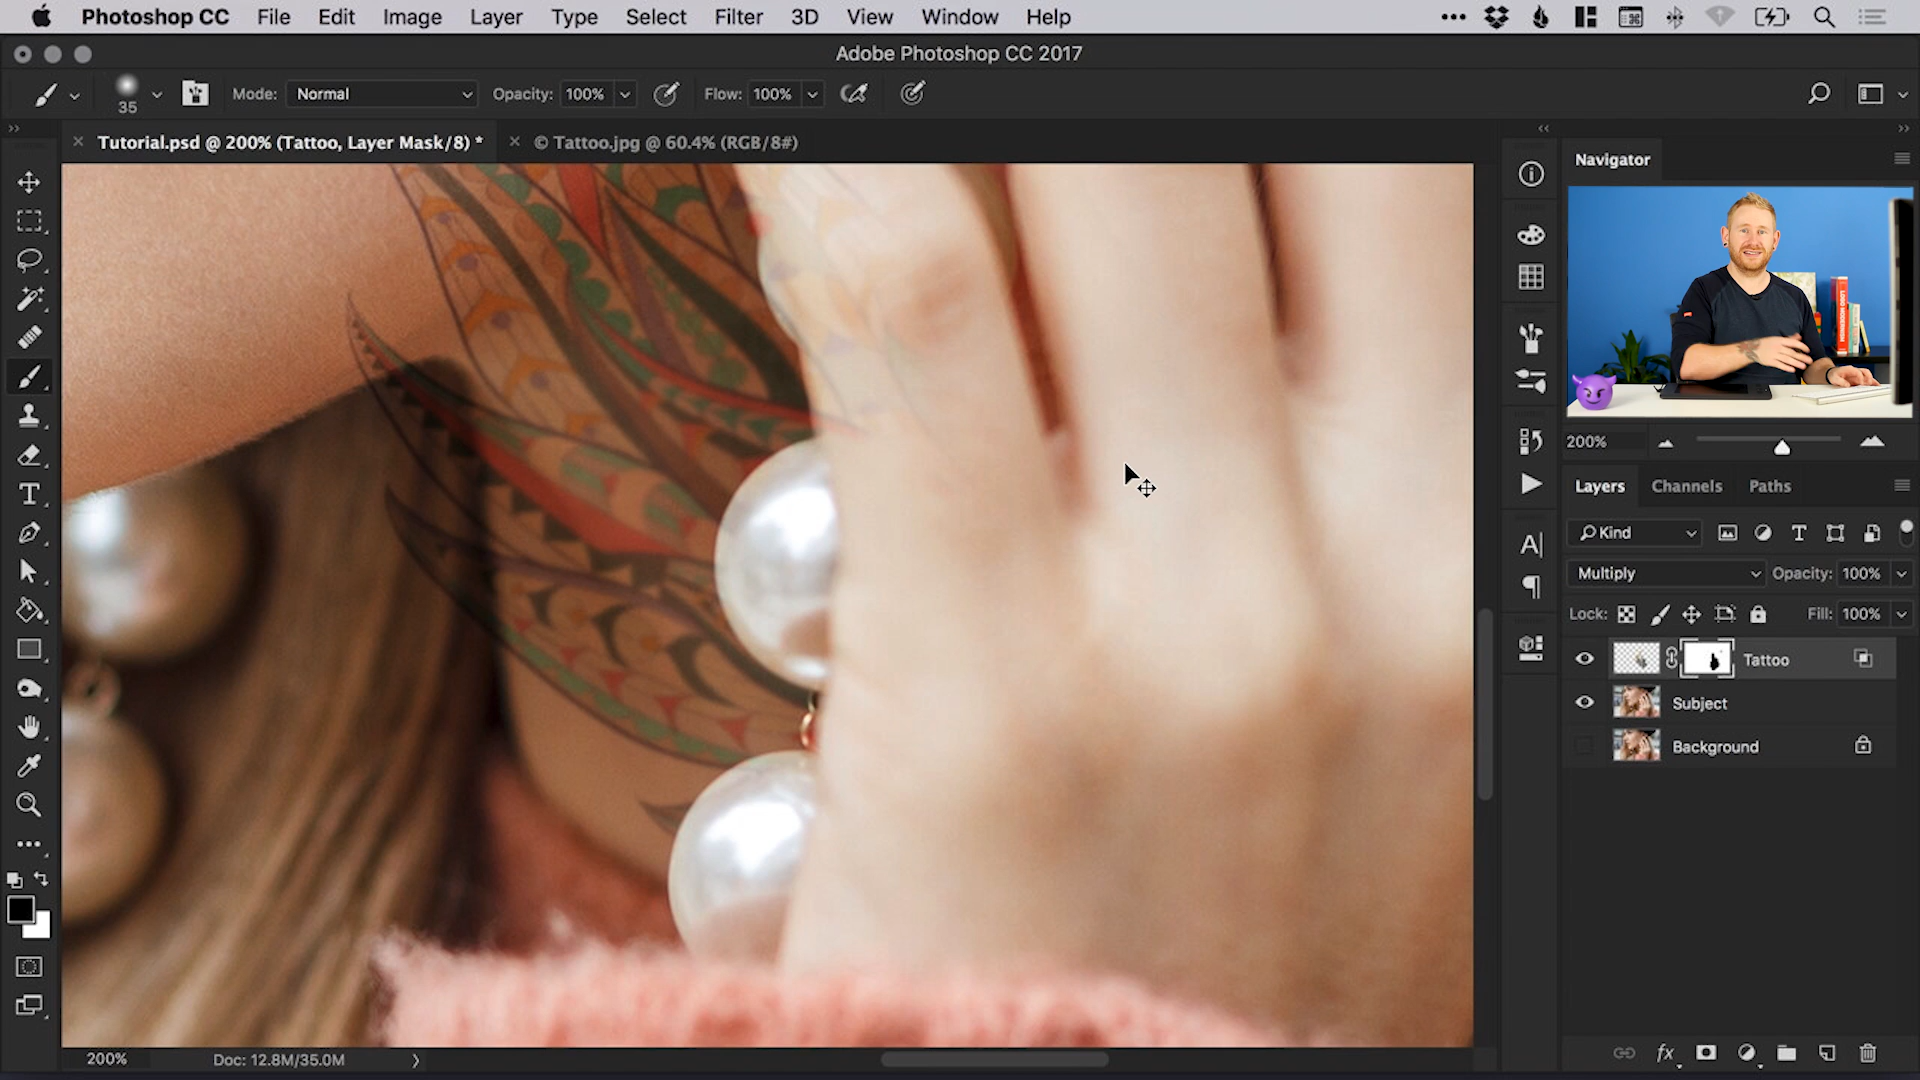 Photoshop CC File Edit Image Layer Type Select Filter 3D View Window Help
Adobe Photoshop CC 2017
35 Mode: Normal Opacity: 100% Flow: 100%
Tutorial.psd @ 200% (Tattoo, Layer Mask/8) * © Tattoo.jpg @ 60.4% (RGB/8#)
Navigator
200%
Layers Channels Paths
Kind
Multiply Opacity: 100%
Lock: Fill: 100%
Tattoo
Subject
Background
200% Doc: 12.8M/35.0M